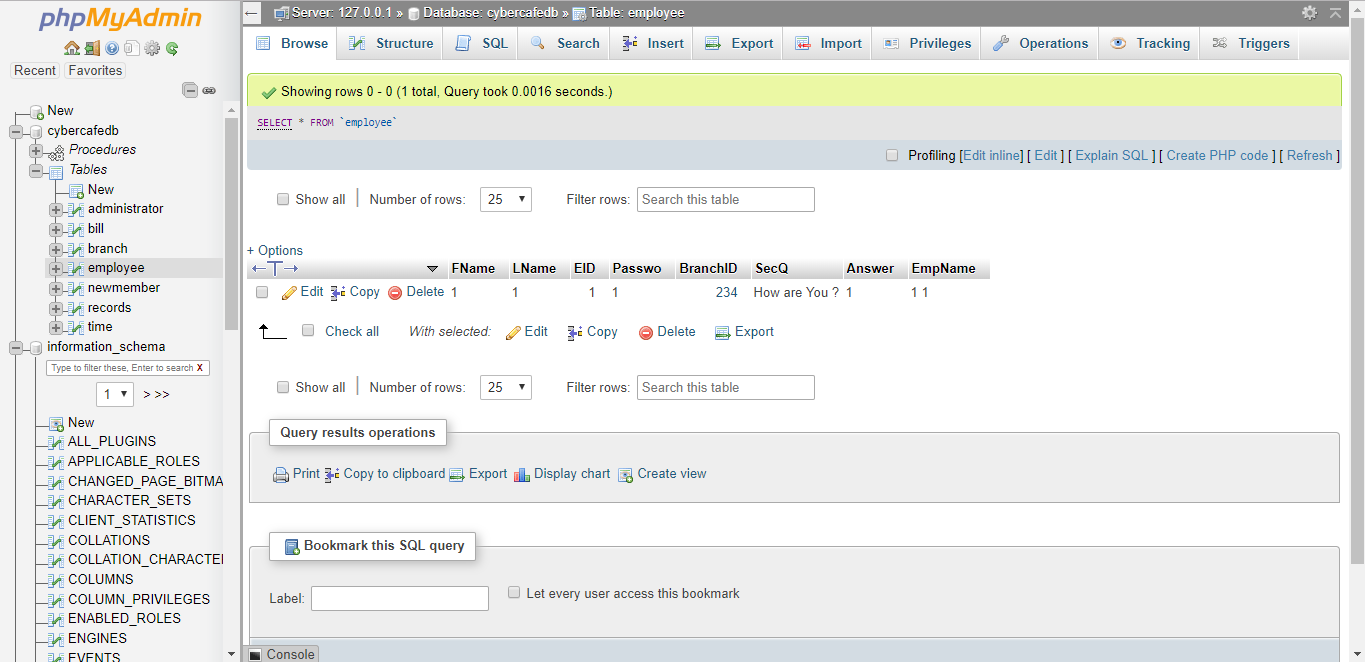 phpMyAdmin
Recent Favorites
New
cybercafedb
Procedures
Tables
New
administrator
bill
branch
employee
newmember
records
time
information_schema
Type to filter these, Enter to search X
1 > >>
New
ALL_PLUGINS
APPLICABLE_ROLES
CHANGED_PAGE_BITMA
CHARACTER_SETS
CLIENT_STATISTICS
COLLATIONS
COLLATION_CHARACTE
COLUMNS
COLUMN_PRIVILEGES
ENABLED_ROLES
ENGINES
EVENTS
Server: 127.0.0.1 » Database: cybercafedb » Table: employee
Browse Structure SQL Search Insert Export Import Privileges Operations Tracking Triggers
Showing rows 0 - 0 (1 total, Query took 0.0016 seconds.)
SELECT * FROM `employee`
Profiling [Edit inline] [ Edit ] [ Explain SQL ] [ Create PHP code ] [ Refresh ]
Show all Number of rows: 25 Filter rows: Search this table
+ Options
FName LName EID Passwo BranchID SecQ Answer EmpName
Edit Copy Delete 1 1 1 1 234 How are You ? 1 1 1
Check all With selected: Edit Copy Delete Export
Show all Number of rows: 25 Filter rows: Search this table
Query results operations
Print Copy to clipboard Export Display chart Create view
Bookmark this SQL query
Label: Let every user access this bookmark
Console